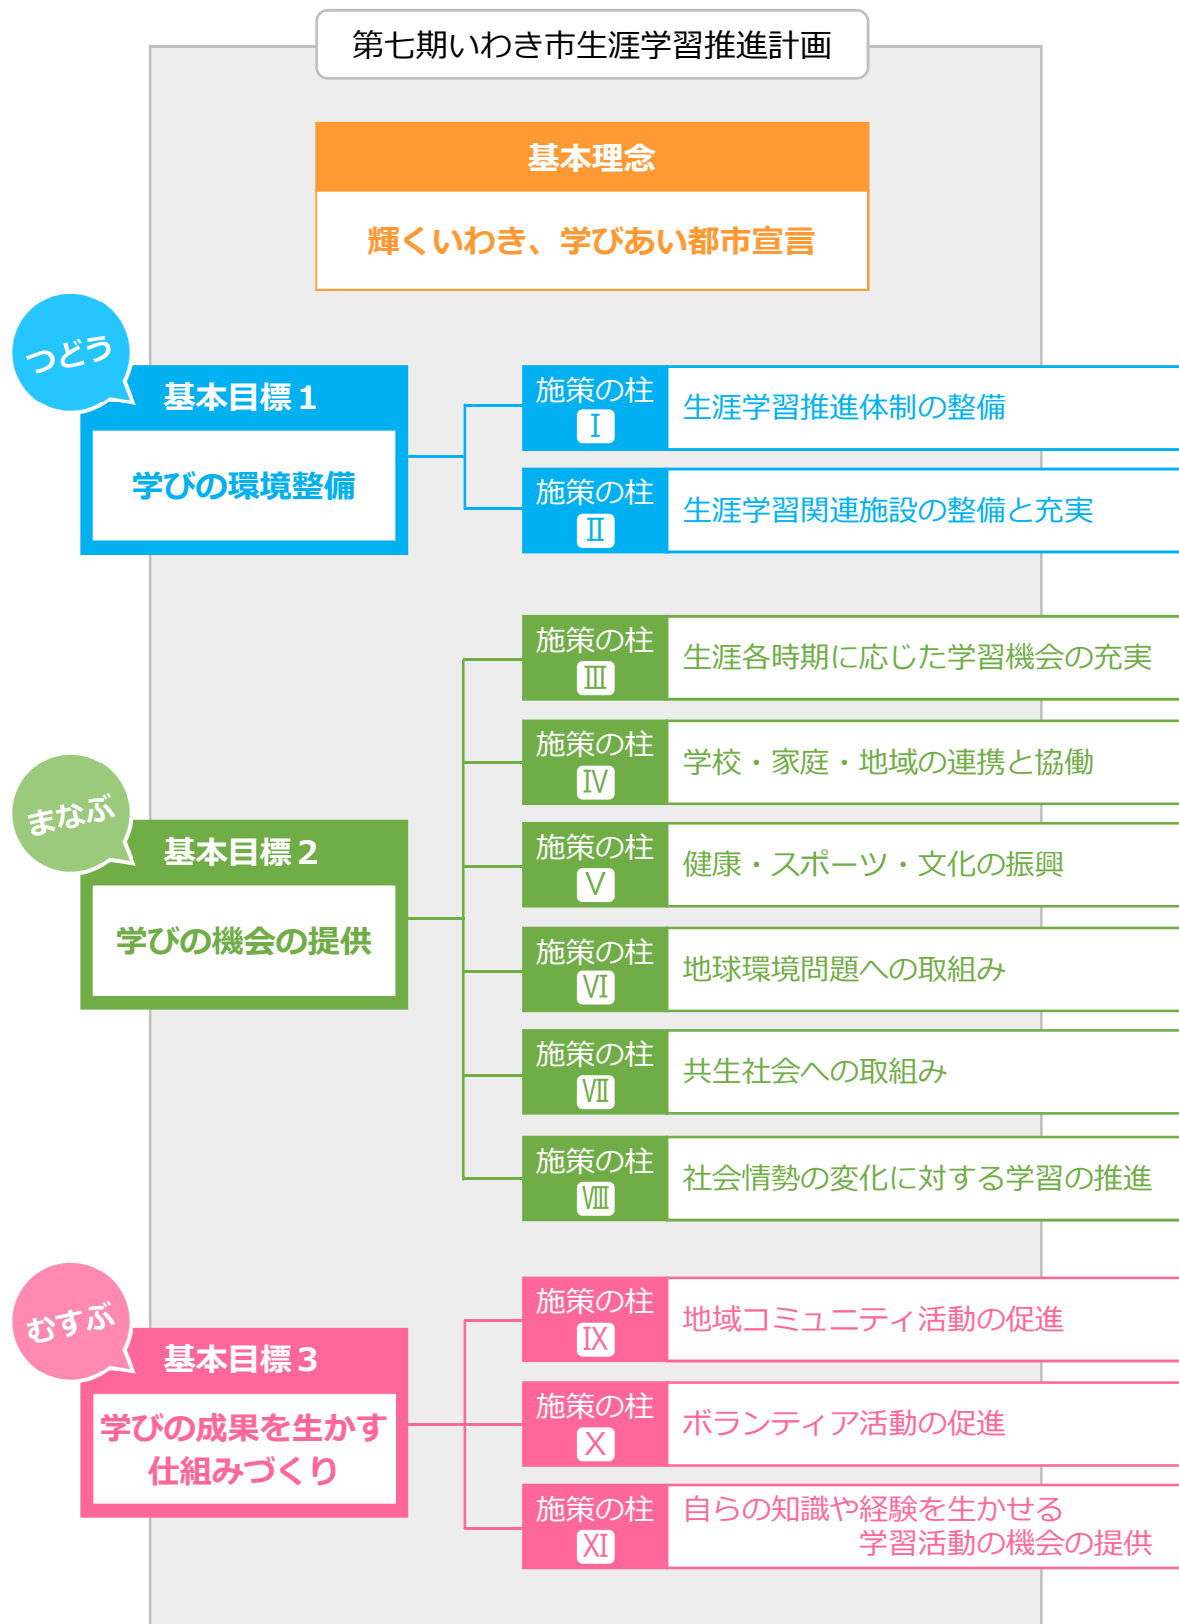 第七期いわき市生涯学習推進計画
基本理念
輝くいわき、学びあい都市宣言
つどう
基本目標１
学びの環境整備
施策の柱
Ⅰ
生涯学習推進体制の整備
施策の柱
Ⅱ
生涯学習関連施設の整備と充実
まなぶ
基本目標２
学びの機会の提供
施策の柱
Ⅲ
生涯各時期に応じた学習機会の充実
施策の柱
Ⅳ
学校・家庭・地域の連携と協働
施策の柱
Ⅴ
健康・スポーツ・文化の振興
施策の柱
Ⅵ
地球環境問題への取組み
施策の柱
Ⅶ
共生社会への取組み
施策の柱
Ⅷ
社会情勢の変化に対する学習の推進
むすぶ
基本目標３
学びの成果を生かす
仕組みづくり
施策の柱
Ⅸ
地域コミュニティ活動の促進
施策の柱
Ⅹ
ボランティア活動の促進
施策の柱
Ⅺ
自らの知識や経験を生かせる
学習活動の機会の提供